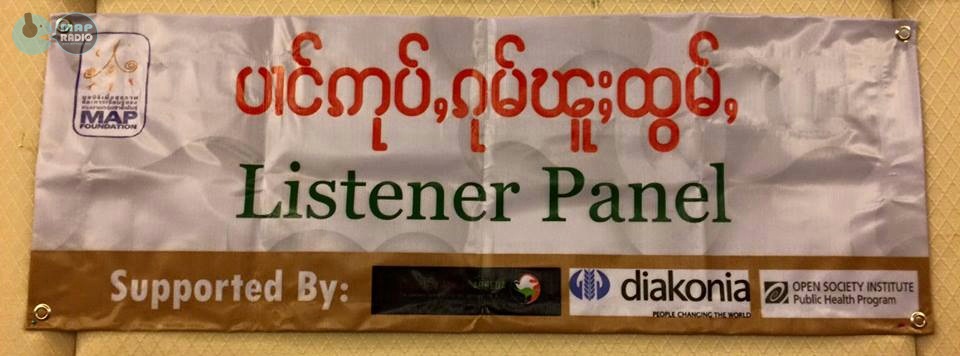 MAP
RADIO
MAP
FOUNDATION
ပၢင်ၵုပ်ႇၵုမ်ၽူႈထွမ်ႇ
Listener Panel
Supported By:
diakonia
PEOPLE CHANGING THE WORLD
OPEN SOCIETY INSTITUTE
Public Health Program